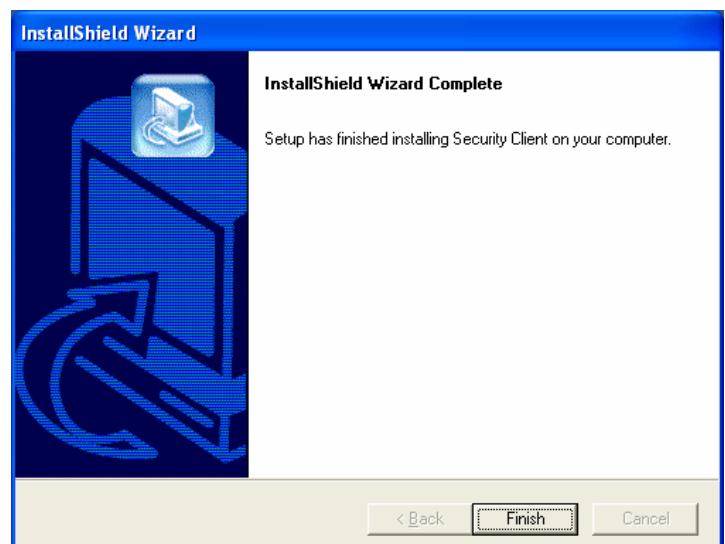 InstallShield Wizard
InstallShield Wizard Complete
Setup has finished installing Security Client on your computer.
< Back Finish Cancel